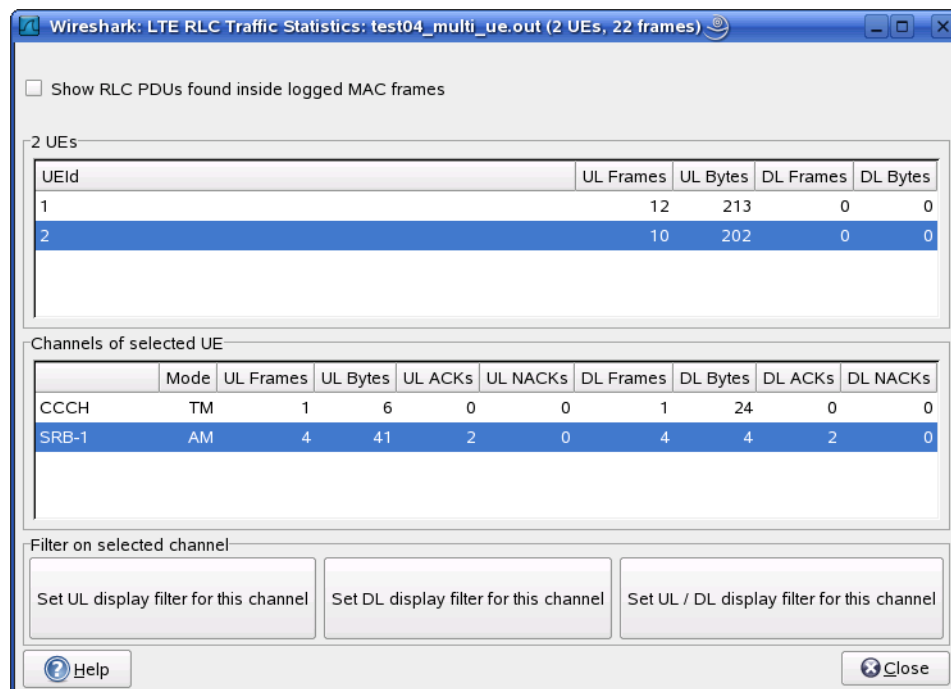 Wireshark: LTE RLC Traffic Statistics: test04_multi_ue.out (2 UEs, 22 frames)
Show RLC PDUs found inside logged MAC frames
2 UEs
UEId UL Frames UL Bytes DL Frames DL Bytes
1 12 213 0 0
2 10 202 0 0
Channels of selected UE
Mode UL Frames UL Bytes UL ACKs UL NACKs DL Frames DL Bytes DL ACKs DL NACKs
CCCH TM 1 6 0 0 1 24 0 0
SRB-1 AM 4 41 2 0 4 4 2 0
Filter on selected channel
Set UL display filter for this channel Set DL display filter for this channel Set UL / DL display filter for this channel
Help Close